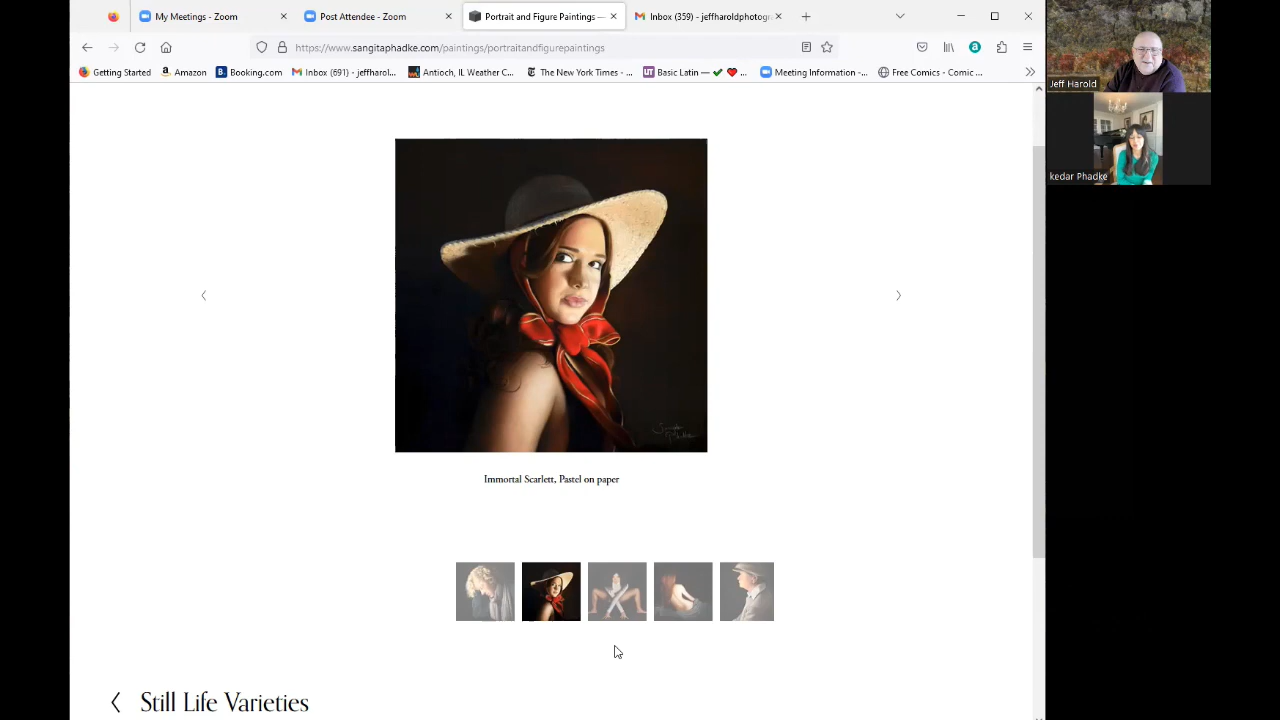 My Meetings - Zoom
Post Attendee - Zoom
Portrait and Figure Paintings —
Inbox (359) - jeffharoldphotogr
https://www.sangitaphadke.com/paintings/portraitandfigurepaintings
Getting Started
Amazon
Booking.com
Inbox (691) - jeffharol...
Antioch, IL Weather C...
The New York Times - ...
Basic Latin — ✔ ❤ ...
Meeting Information -...
Free Comics - Comic ...
Jeff Harold
kedar Phadke
Immortal Scarlett, Pastel on paper
Still Life Varieties